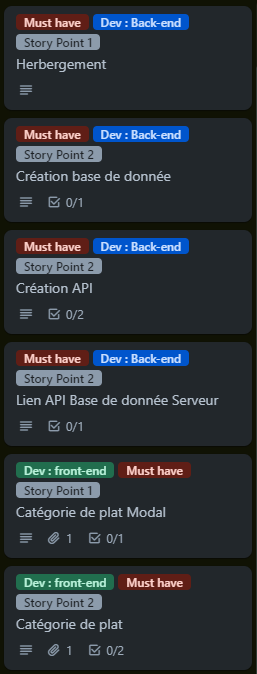 Must have Dev : Back-end
Story Point 1
Herbergement
Must have Dev : Back-end
Story Point 2
Création base de donnée
0/1
Must have Dev : Back-end
Story Point 2
Création API
0/2
Must have Dev : Back-end
Story Point 2
Lien API Base de donnée Serveur
0/1
Dev : front-end Must have
Story Point 1
Catégorie de plat Modal
1 0/1
Dev : front-end Must have
Story Point 2
Catégorie de plat
1 0/2